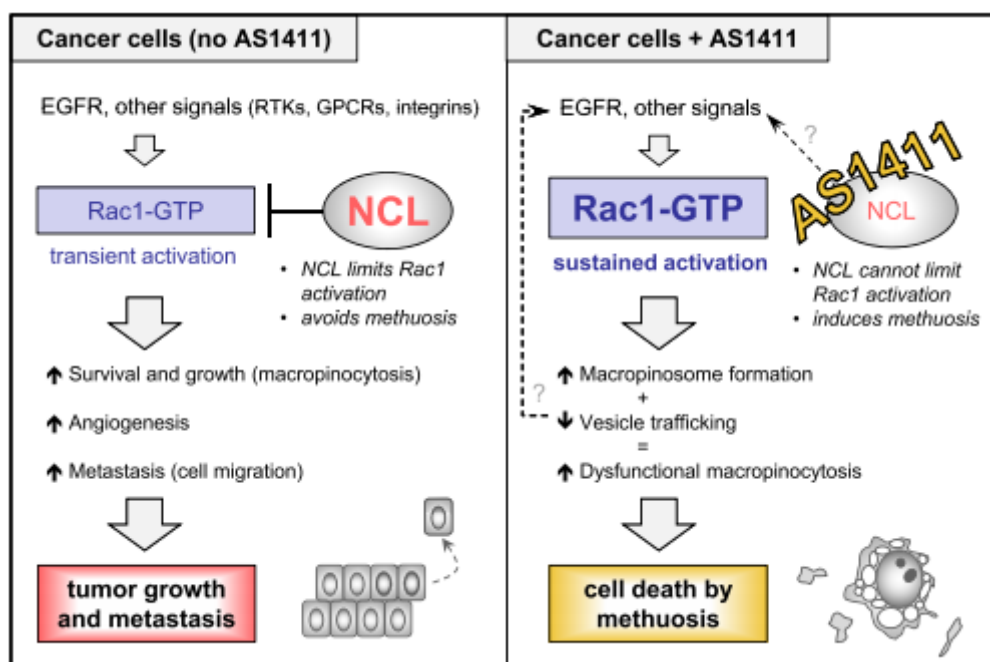 Cancer cells (no AS1411)
EGFR, other signals (RTKs, GPCRs, integrins)
Rac1-GTP
NCL
transient activation
• NCL limits Rac1
activation
• avoids methuosis
↑ Survival and growth (macropinocytosis)
↑ Angiogenesis
↑ Metastasis (cell migration)
tumor growth
and metastasis
Cancer cells + AS1411
EGFR, other signals
?
AS1411
Rac1-GTP
NCL
sustained activation
• NCL cannot limit
Rac1 activation
• induces methuosis
↑ Macropinosome formation
?
+
↓ Vesicle trafficking
=
↑ Dysfunctional macropinocytosis
cell death by
methuosis